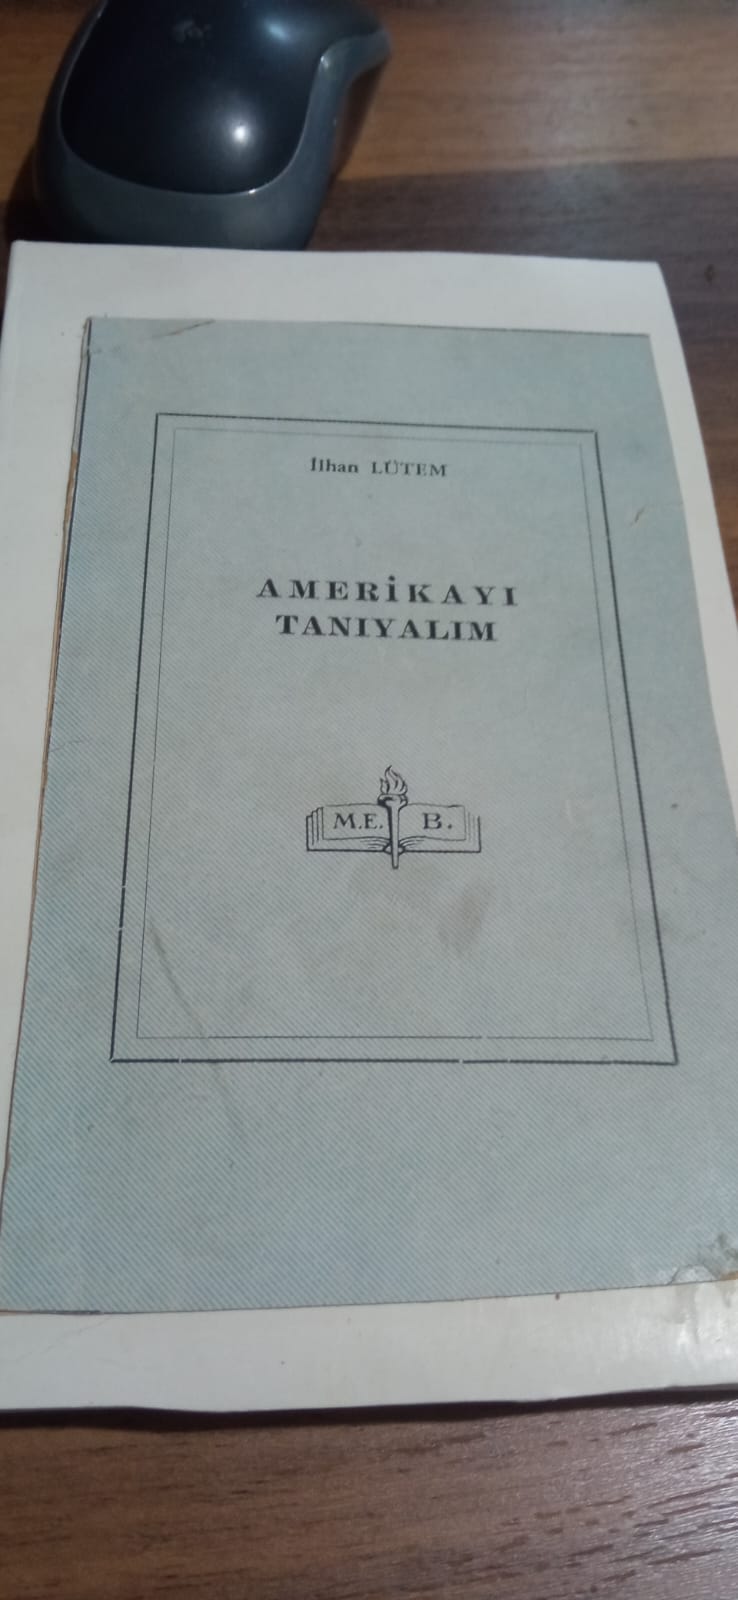 İlhan LÜTEM
AMERİKAYI
TANIYALIM
M.E. B.